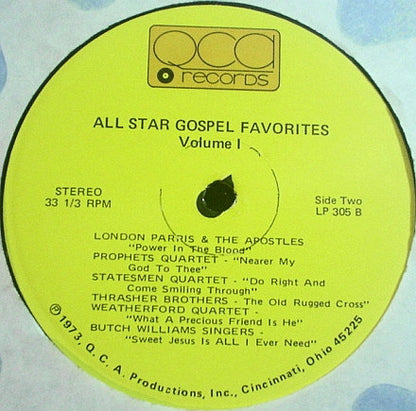 QCA
records
ALL STAR GOSPEL FAVORITES
Volume I
STEREO
33 1/3 RPM
Side Two
LP 305 B
LONDON PARRIS & THE APOSTLES
"Power In The Blood"
PROPHETS QUARTET - "Nearer My
God To Thee"
STATESMEN QUARTET - "Do Right And
Come Smiling Through"
THRASHER BROTHERS - The Old Rugged Cross"
WEATHERFORD QUARTET -
"What A Precious Friend Is He"
BUTCH WILLIAMS SINGERS -
"Sweet Jesus Is ALL I Ever Need"
℗ 1973, Q. C. A. Productions, Inc., Cincinnati, Ohio 45225